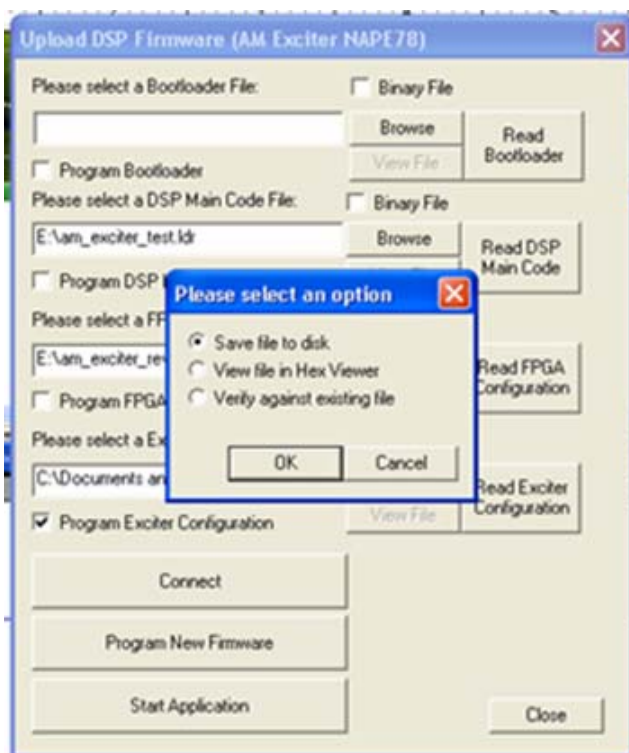 Upload DSP Firmware (AM Exciter NAPE78)
Please select a Bootloader File:
Binary File
Browse
View File
Read
Bootloader
Program Bootloader
Please select a DSP Main Code File:
Binary File
E:\am_exciter_test.ldr
Browse
Read DSP
Main Code
Program DSP
Please select an option
Please select a FF
Save file to disk
View file in Hex Viewer
Verify against existing file
E:\am_exciter_re
Read FPGA
Configuration
Program FPGA
Please select a Ex
OK
Cancel
C:\Documents an
Read Exciter
Configuration
View File
Program Exciter Configuration
Connect
Program New Firmware
Start Application
Close